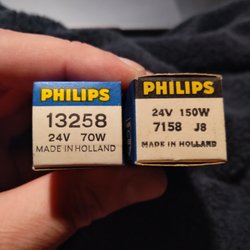 PHILIPS
13258
24V 70W
MADE IN HOLLAND
PHILIPS
24V 150W
7158 J8
MADE IN HOLLAND